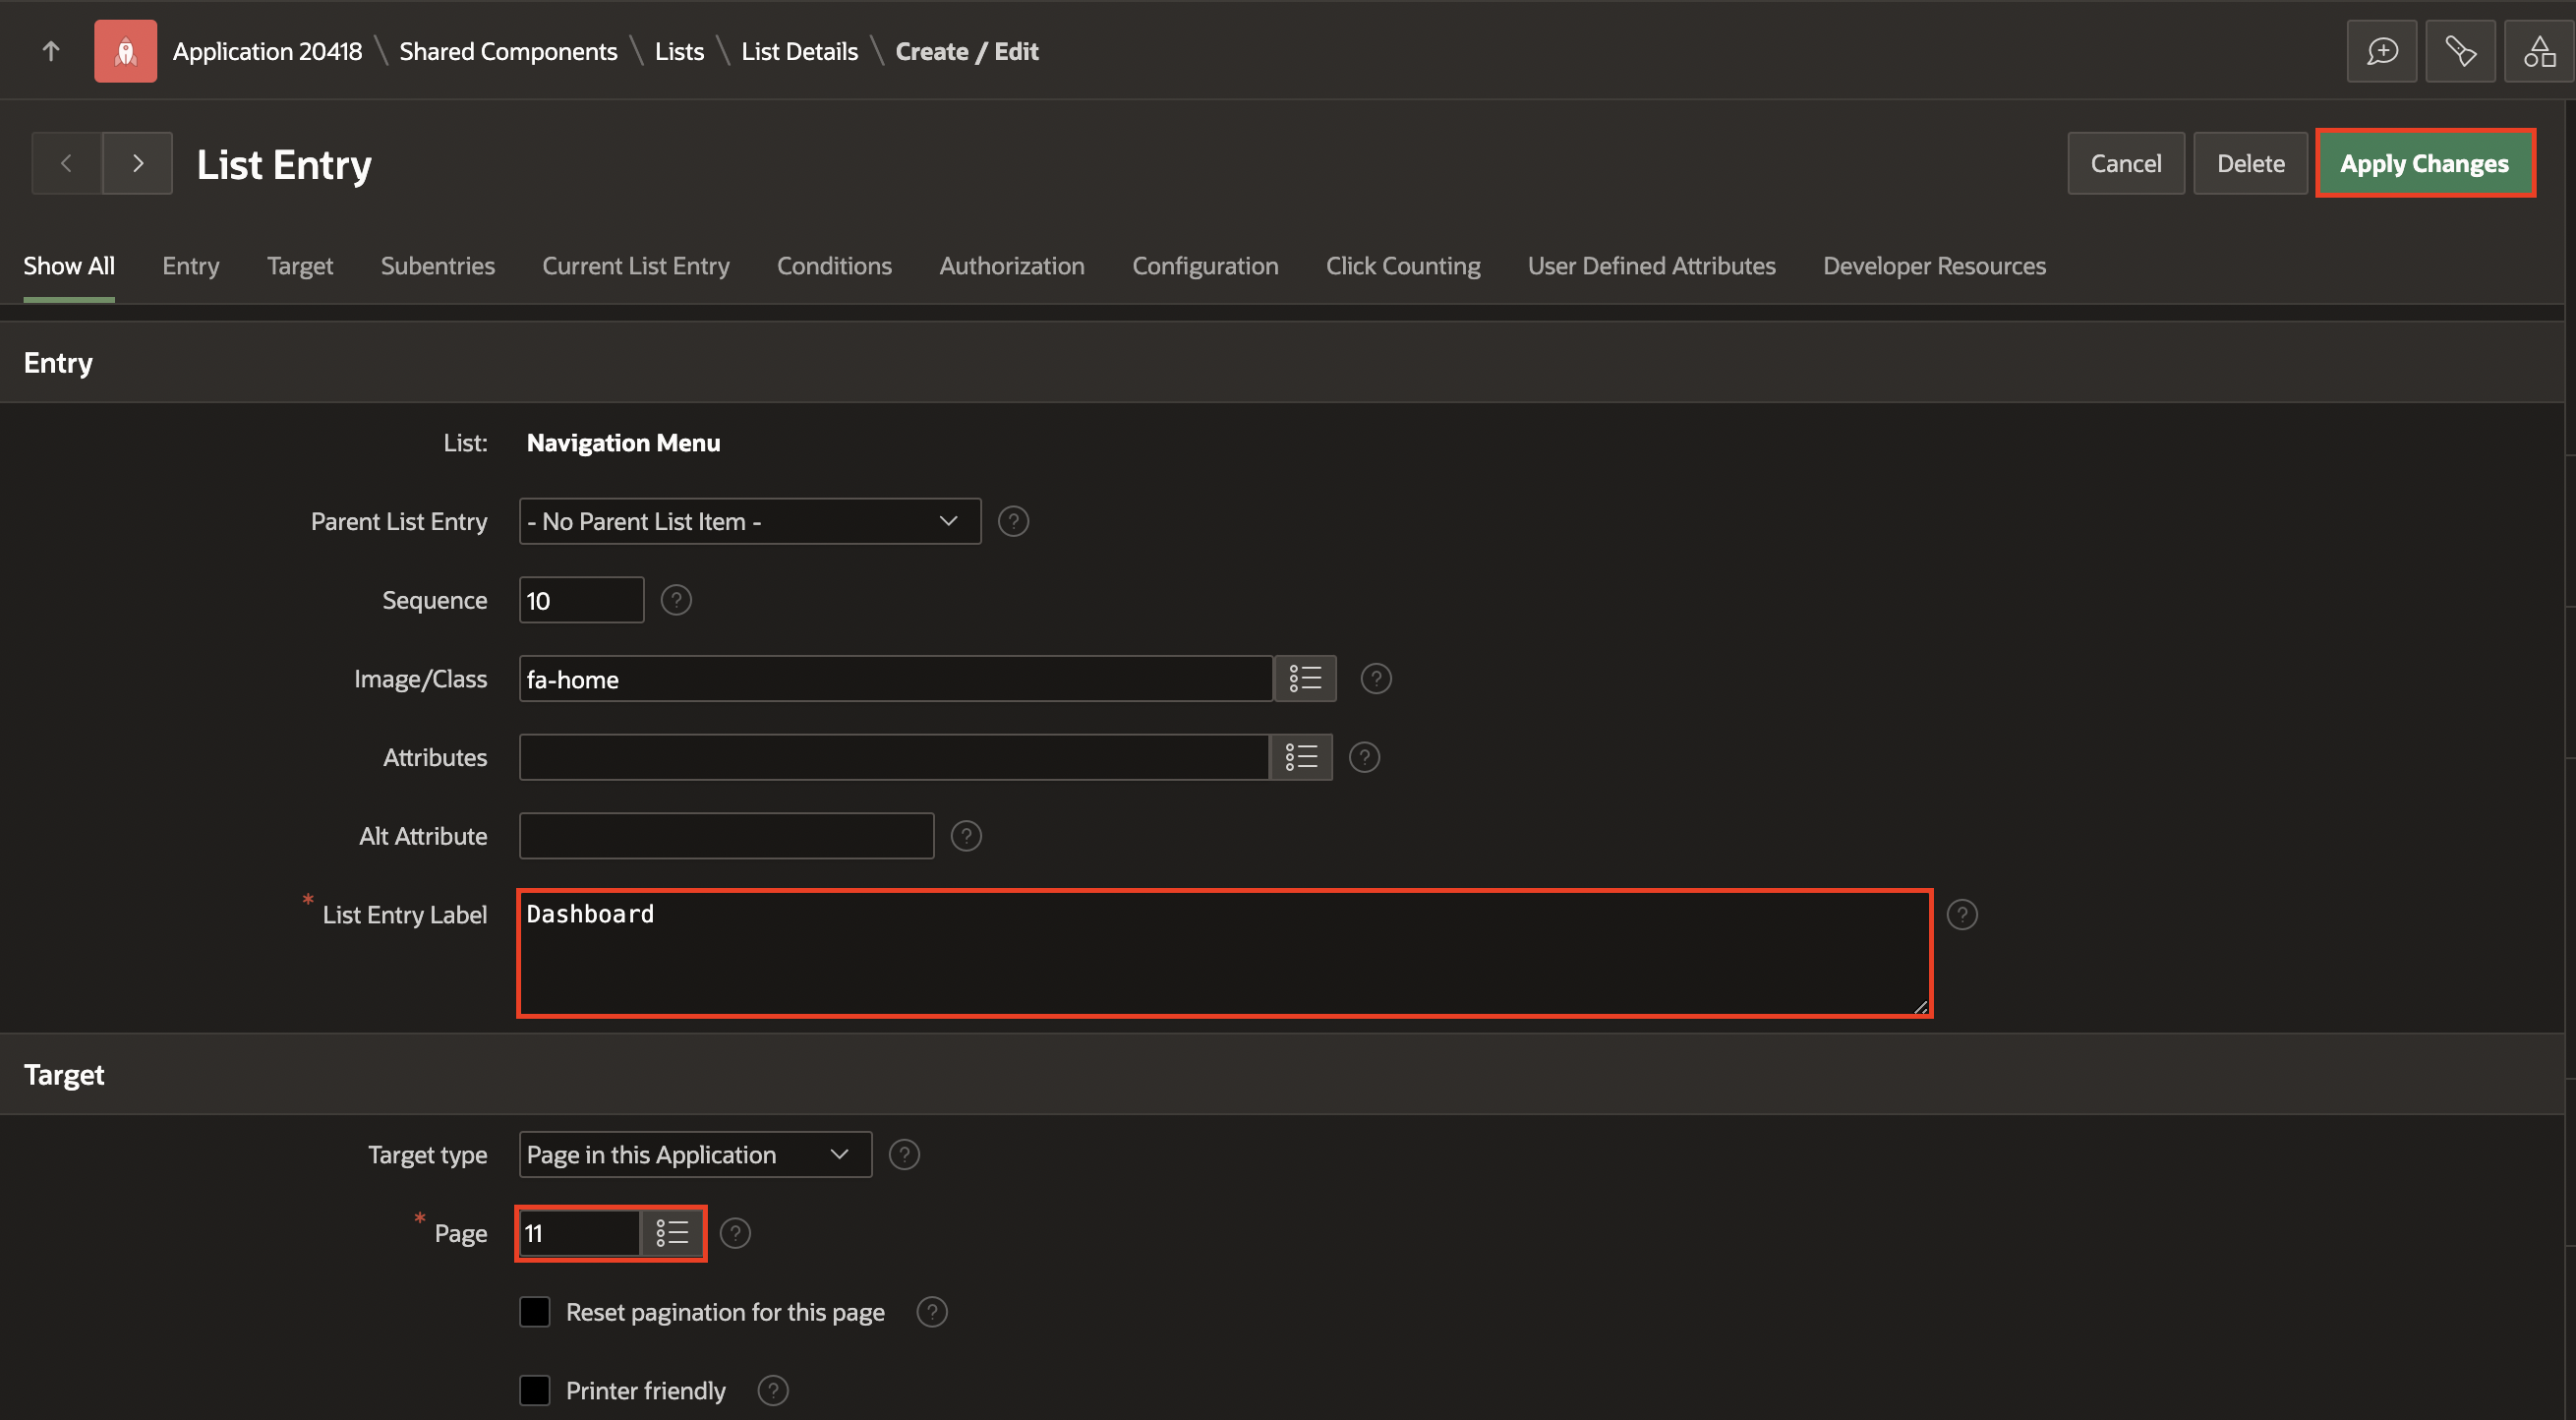 Application 20418 \ Shared Components \ Lists \ List Details \ Create / Edit
List Entry
Cancel Delete Apply Changes
Show All Entry Target Subentries Current List Entry Conditions Authorization Configuration Click Counting User Defined Attributes Developer Resources
Entry
List: Navigation Menu
Parent List Entry - No Parent List Item - ?
Sequence 10 ?
Image/Class fa-home ?
Attributes ?
Alt Attribute ?
* List Entry Label Dashboard ?
Target
Target type Page in this Application ?
* Page 11 ?
Reset pagination for this page ?
Printer friendly ?